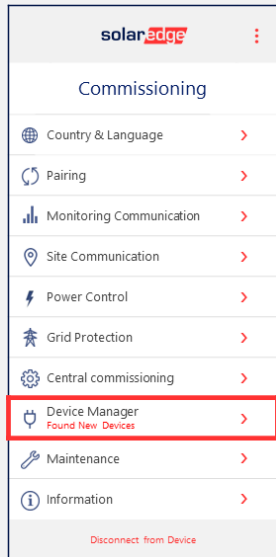 solaredge
Commissioning
Country & Language
Pairing
Monitoring Communication
Site Communication
Power Control
Grid Protection
Central commissioning
Device Manager
Found New Devices
Maintenance
Information
Disconnect from Device